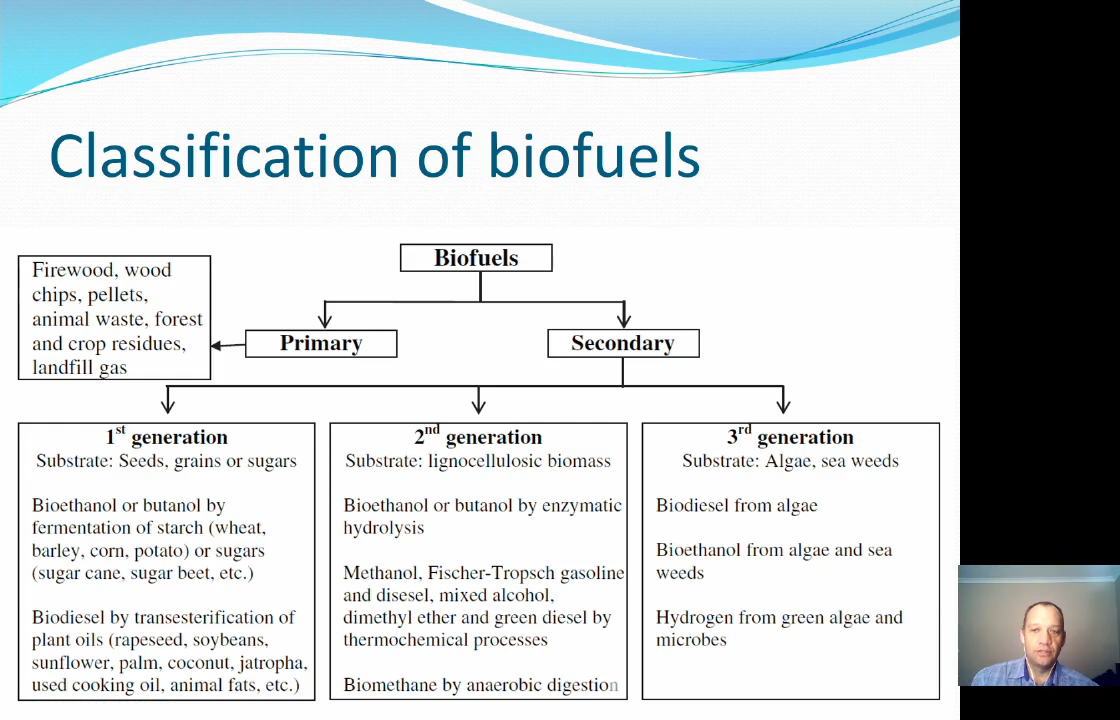 Classification of biofuels
Biofuels
Firewood, wood
chips, pellets,
animal waste, forest
and crop residues,
landfill gas
Primary
Secondary
1st generation
Substrate: Seeds, grains or sugars
Bioethanol or butanol by
fermentation of starch (wheat,
barley, corn, potato) or sugars
(sugar cane, sugar beet, etc.)
Biodiesel by transesterification of
plant oils (rapeseed, soybeans,
sunflower, palm, coconut, jatropha,
used cooking oil, animal fats, etc.)
2nd generation
Substrate: lignocellulosic biomass
Bioethanol or butanol by enzymatic
hydrolysis
Methanol, Fischer-Tropsch gasoline
and disesel, mixed alcohol,
dimethyl ether and green diesel by
thermochemical processes
Biomethane by anaerobic digestion
3rd generation
Substrate: Algae, sea weeds
Biodiesel from algae
Bioethanol from algae and sea
weeds
Hydrogen from green algae and
microbes